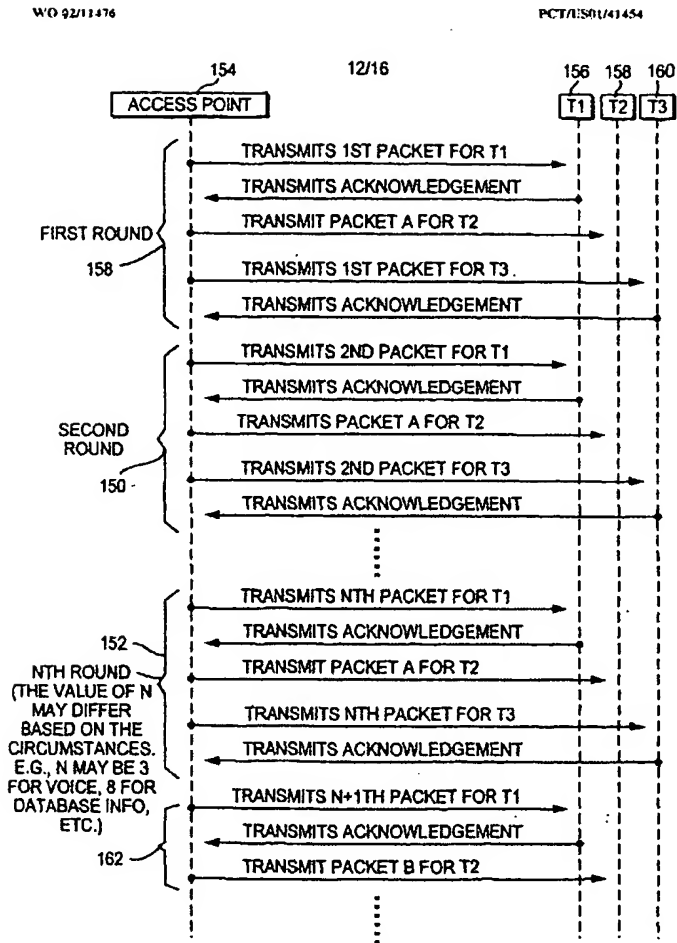 WO 92/11476
PCT/US01/41454
12/16
154
156 158 160
ACCESS POINT
T1 T2 T3
TRANSMITS 1ST PACKET FOR T1
TRANSMITS ACKNOWLEDGEMENT
TRANSMIT PACKET A FOR T2
FIRST ROUND
158
TRANSMITS 1ST PACKET FOR T3
TRANSMITS ACKNOWLEDGEMENT
TRANSMITS 2ND PACKET FOR T1
TRANSMITS ACKNOWLEDGEMENT
TRANSMITS PACKET A FOR T2
SECOND
ROUND
150
TRANSMITS 2ND PACKET FOR T3
TRANSMITS ACKNOWLEDGEMENT
TRANSMITS NTH PACKET FOR T1
152
TRANSMITS ACKNOWLEDGEMENT
TRANSMIT PACKET A FOR T2
NTH ROUND
(THE VALUE OF N
MAY DIFFER
BASED ON THE
CIRCUMSTANCES.
E.G., N MAY BE 3
FOR VOICE, 8 FOR
DATABASE INFO,
ETC.)
TRANSMITS NTH PACKET FOR T3
TRANSMITS ACKNOWLEDGEMENT
TRANSMITS N+1TH PACKET FOR T1
TRANSMITS ACKNOWLEDGEMENT
162
TRANSMIT PACKET B FOR T2